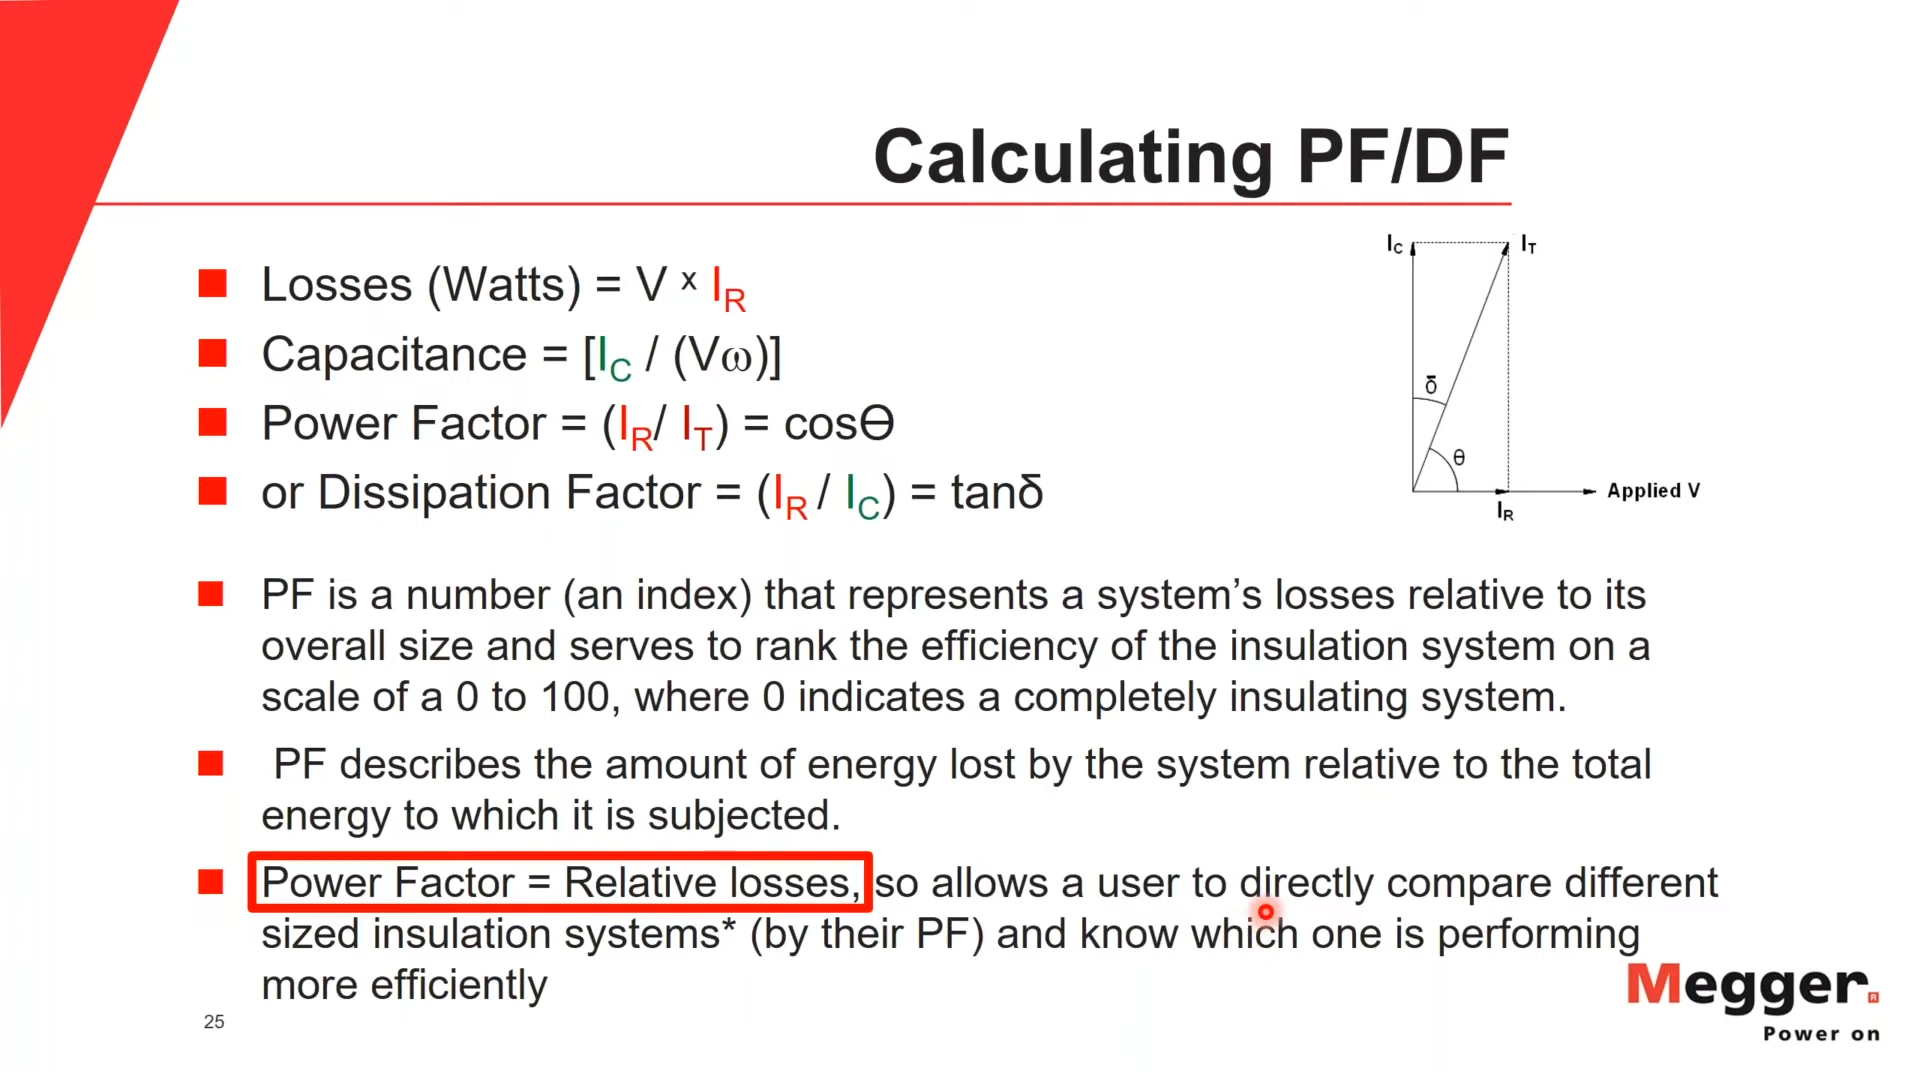 Calculating PF/DF
Losses (Watts) = V x IR
Capacitance = [IC / (Vω)]
Power Factor = (IR/ IT) = cosϴ
or Dissipation Factor = (IR / IC) = tanδ
IC
IT
δ
θ
Applied V
IR
PF is a number (an index) that represents a system’s losses relative to its
overall size and serves to rank the efficiency of the insulation system on a
scale of a 0 to 100, where 0 indicates a completely insulating system.
PF describes the amount of energy lost by the system relative to the total
energy to which it is subjected.
Power Factor = Relative losses, so allows a user to directly compare different
sized insulation systems* (by their PF) and know which one is performing
more efficiently
25
Megger.
R
Power on